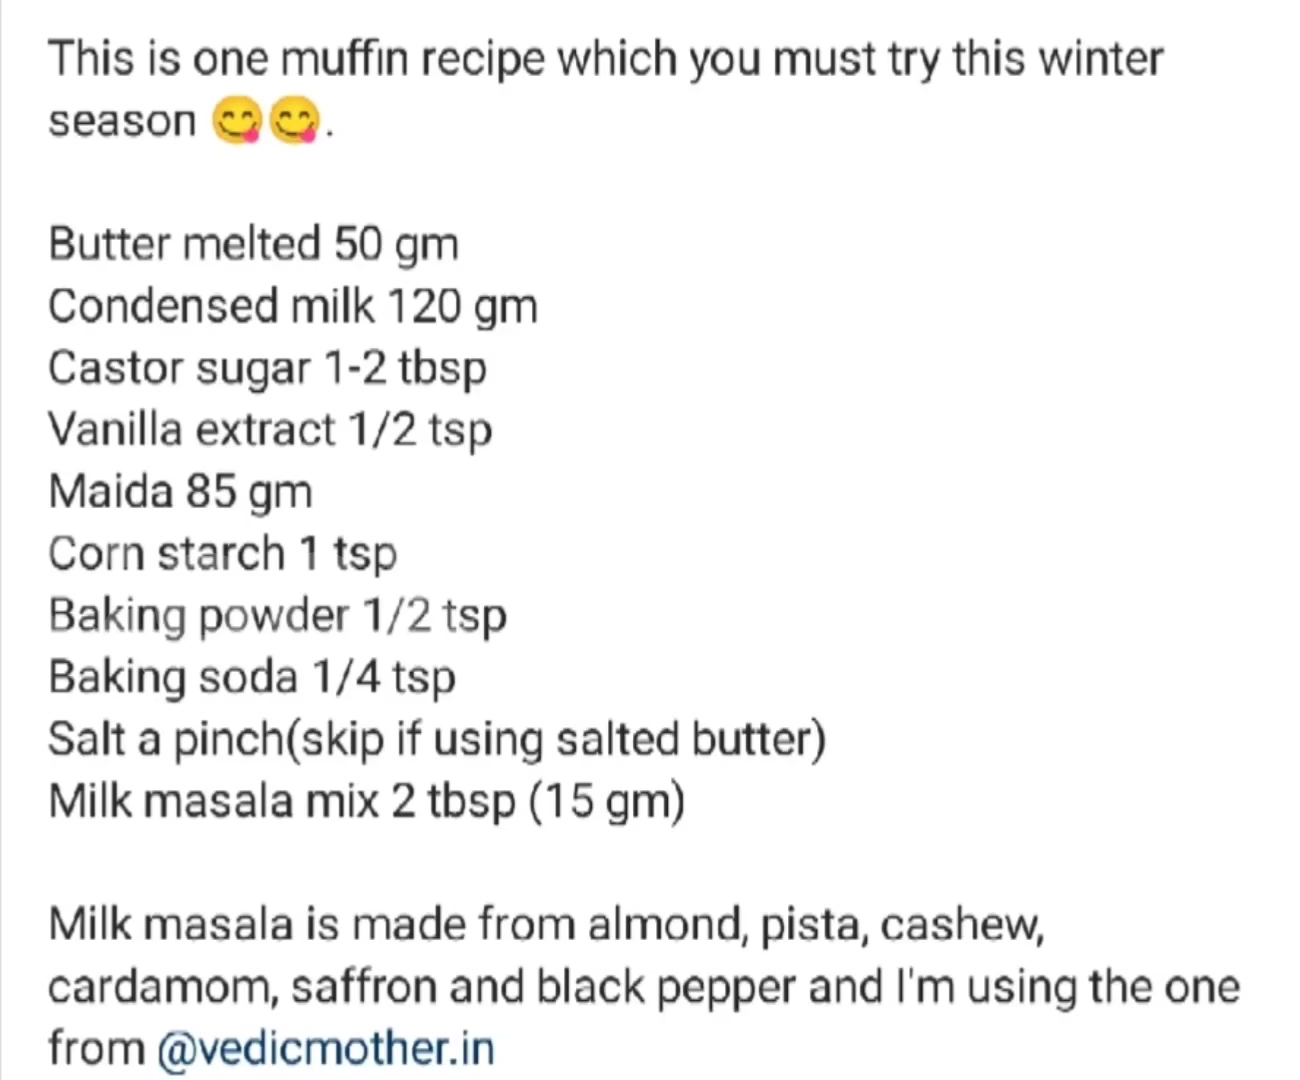 This is one muffin recipe which you must try this winter
season 😋😋.
Butter melted 50 gm
Condensed milk 120 gm
Castor sugar 1-2 tbsp
Vanilla extract 1/2 tsp
Maida 85 gm
Corn starch 1 tsp
Baking powder 1/2 tsp
Baking soda 1/4 tsp
Salt a pinch(skip if using salted butter)
Milk masala mix 2 tbsp (15 gm)
Milk masala is made from almond, pista, cashew,
cardamom, saffron and black pepper and I'm using the one
from @vedicmother.in